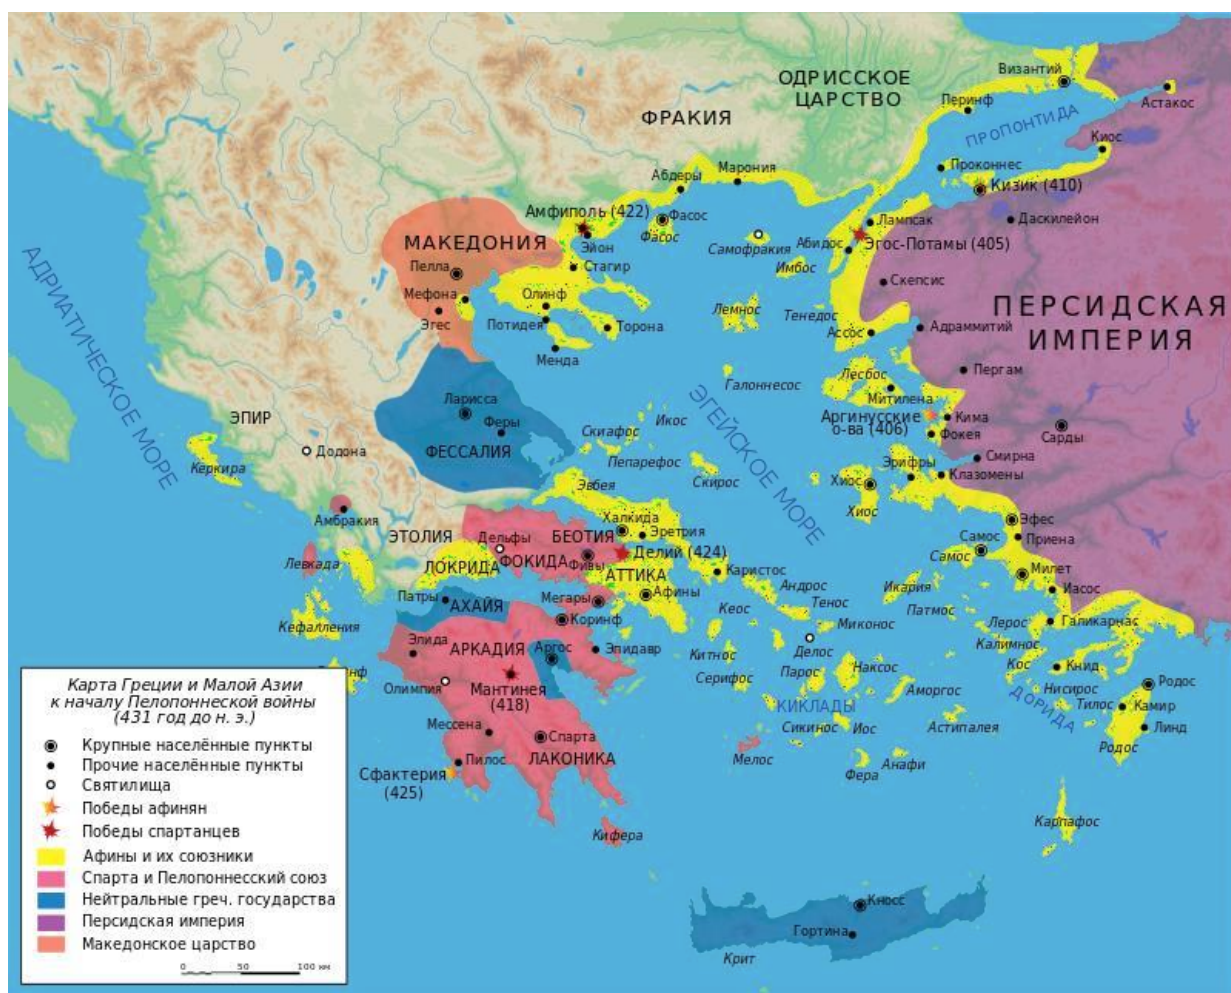 ОДРИССКОЕ
ЦАРСТВО
ФРАКИЯ
Византий
Перинф
Астакос
ПРОПОНТИДА
Киос
Проконнес
Кизик (410)
Марония
Абдеры
Амфиполь (422)
Фасос
Фасос
Эйон
Самофракия
Лампсак
Даскилейон
Абидос
Эгос-Потамы (405)
МАКЕДОНИЯ
Пелла
Стагир
Имброс
Скепсис
Мефона
Олинф
Лемнос
Тенедос
ПЕРСИДСКАЯ
ИМПЕРИЯ
Эгес
Потидея
Торона
Ассос
Адраммитий
Менда
АДРИАТИЧЕСКОЕ МОРЕ
Пергам
Лесбос
Галоннесос
Митилена
Ларисса
ЭГЕЙСКОЕ МОРЕ
Аргинусские
о-ва (406)
Кима
ЭПИР
Феры
Икос
Скиафос
Фокея
Сарды
Додона
ФЕССАЛИЯ
Керкира
Пепарефос
Смирна
Эрифры
Клазомены
Скирос
Эвбея
Хиос
Хиос
Амбракия
Халкида
Эретрия
Эфес
ЭТОЛИЯ
Дельфы
БЕОТИЯ
Приена
Делий (424)
Самос
Самос
Левкада
ЛОКРИДА
ФОКИДА
Фивы
АТТИКА
Каристос
Милет
Андрос
Икария
Иасос
Патры
АХАЙЯ
Мегары
Афины
Кеос
Тенос
Патмос
Кефалления
Коринф
Миконос
Лерос
Галикарнас
Элида
АРКАДИЯ
Аргос
Эпидавр
Делос
Калимнос
Китнос
Парос
Наксос
Кос
Книд
Серифос
Олимпия
Мантинея
(418)
Аморгос
Нисирос
Родос
КИКЛАДЫ
ДОРИДА
Тилос
Камир
Мессена
Спарта
Сикинос
Иос
Астипалея
Линд
Родос
Пилос
ЛАКОНИКА
Мелос
Фера
Анафи
Сфактерия
(425)
Кифера
Карпафос
Кносс
Гортина
Крит
Карта Греции и Малой Азии
к началу Пелопоннеской войны
(431 год до н. э.)
Крупные населённые пункты
Прочие населённые пункты
Святилища
Победы афинян
Победы спартанцев
Афины и их союзники
Спарта и Пелопоннесский союз
Нейтральные греч. государства
Персидская империя
Македонское царство
0 50 100 км